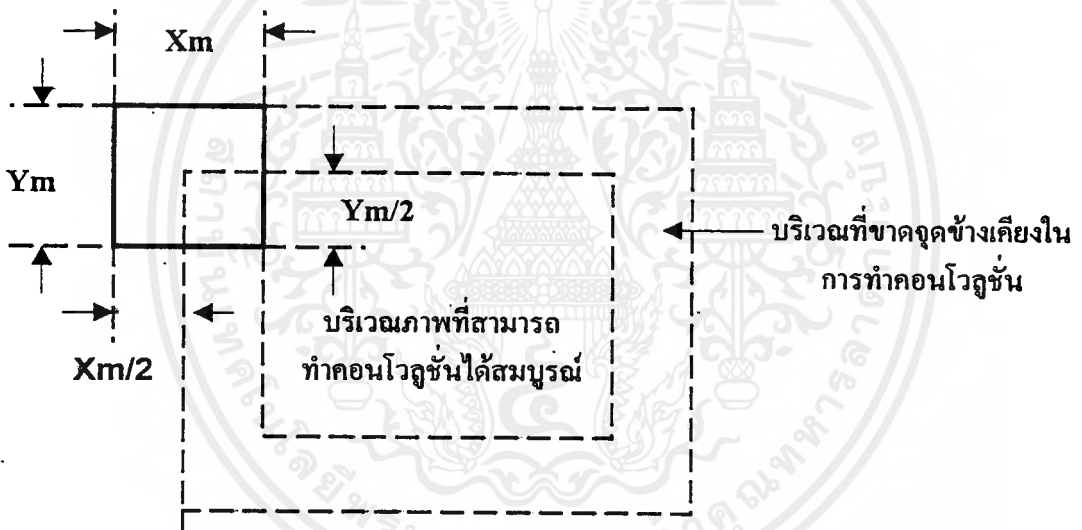 Xm
Ym
Ym/2
บริเวณที่ขาดจุดข้างเคียงใน
การทำคอนโวลูชั่น
บริเวณภาพที่สามารถ
ทำคอนโวลูชั่นได้สมบูรณ์
Xm/2